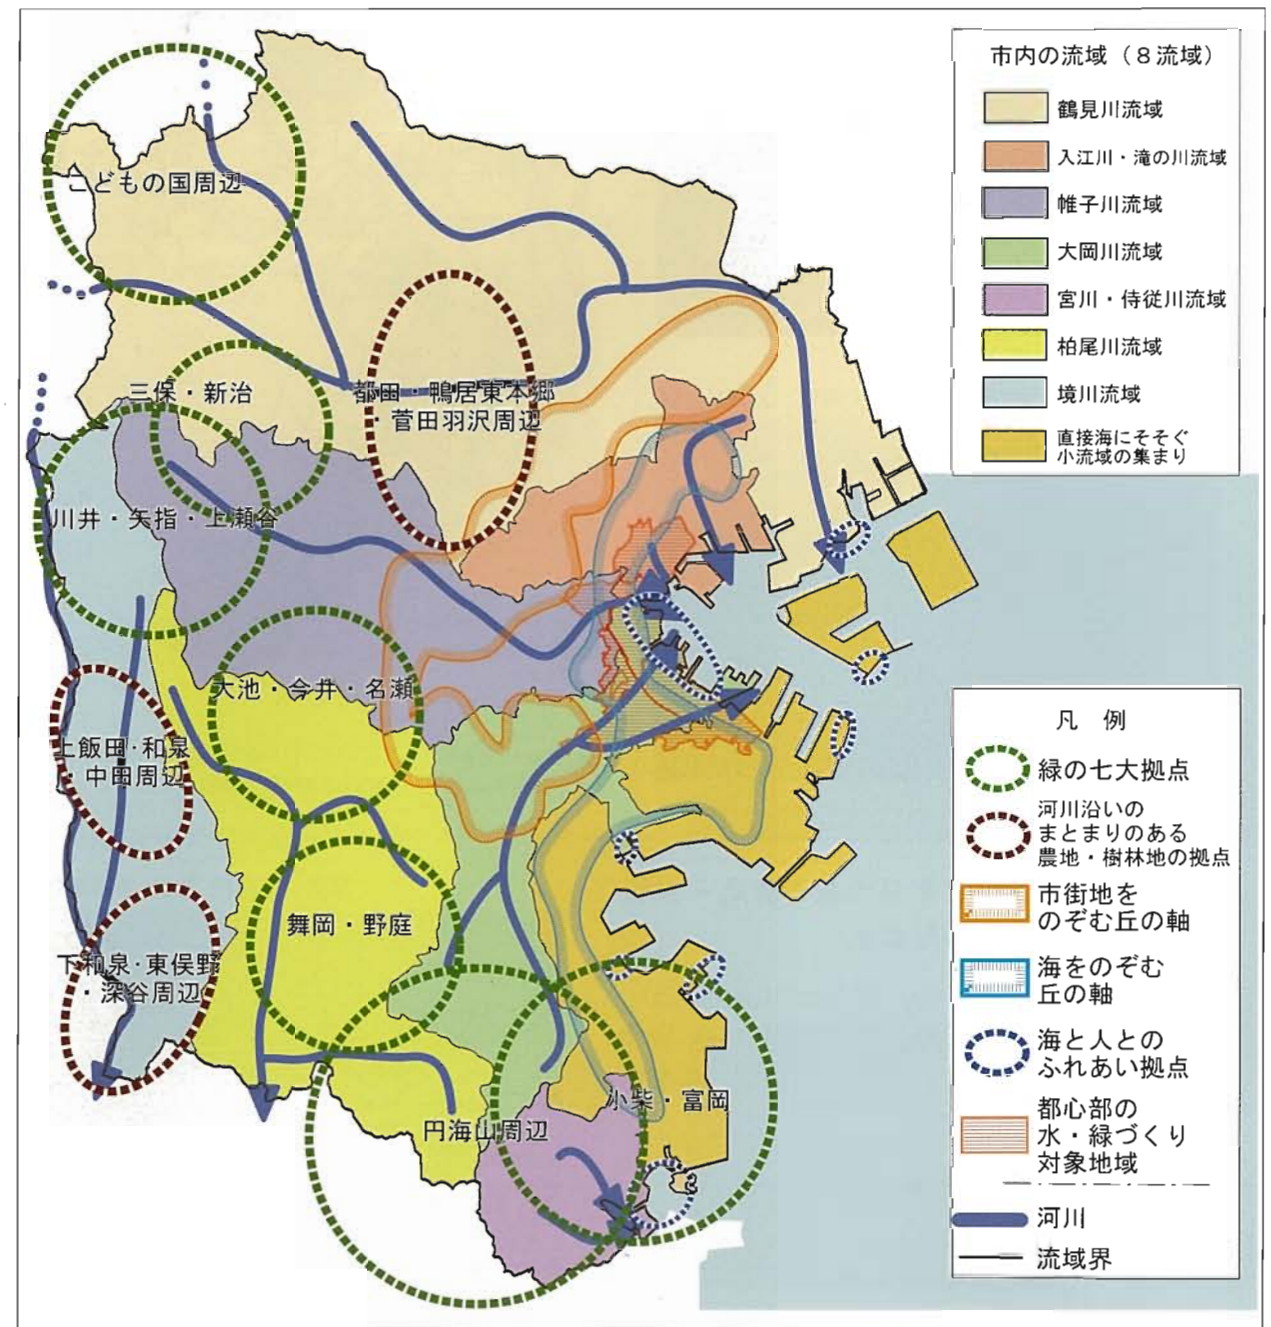 市内の流域（８流域）
鶴見川流域
入江川・滝の川流域
帷子川流域
大岡川流域
宮川・侍従川流域
柏尾川流域
境川流域
直接海にそそぐ
小流域の集まり
こどもの国周辺
三保・新治
都田・鴨居東本郷
・菅田羽沢周辺
川井・矢指・上瀬谷
大池・今井・名瀬
上飯田・和泉
・中田周辺
舞岡・野庭
下和泉・東俣野
・深谷周辺
小柴・富岡
円海山周辺
凡 例
緑の七大拠点
河川沿いの
まとまりのある
農地・樹林地の拠点
市街地を
のぞむ丘の軸
海をのぞむ
丘の軸
海と人との
ふれあい拠点
都心部の
水・緑づくり
対象地域
河川
流域界